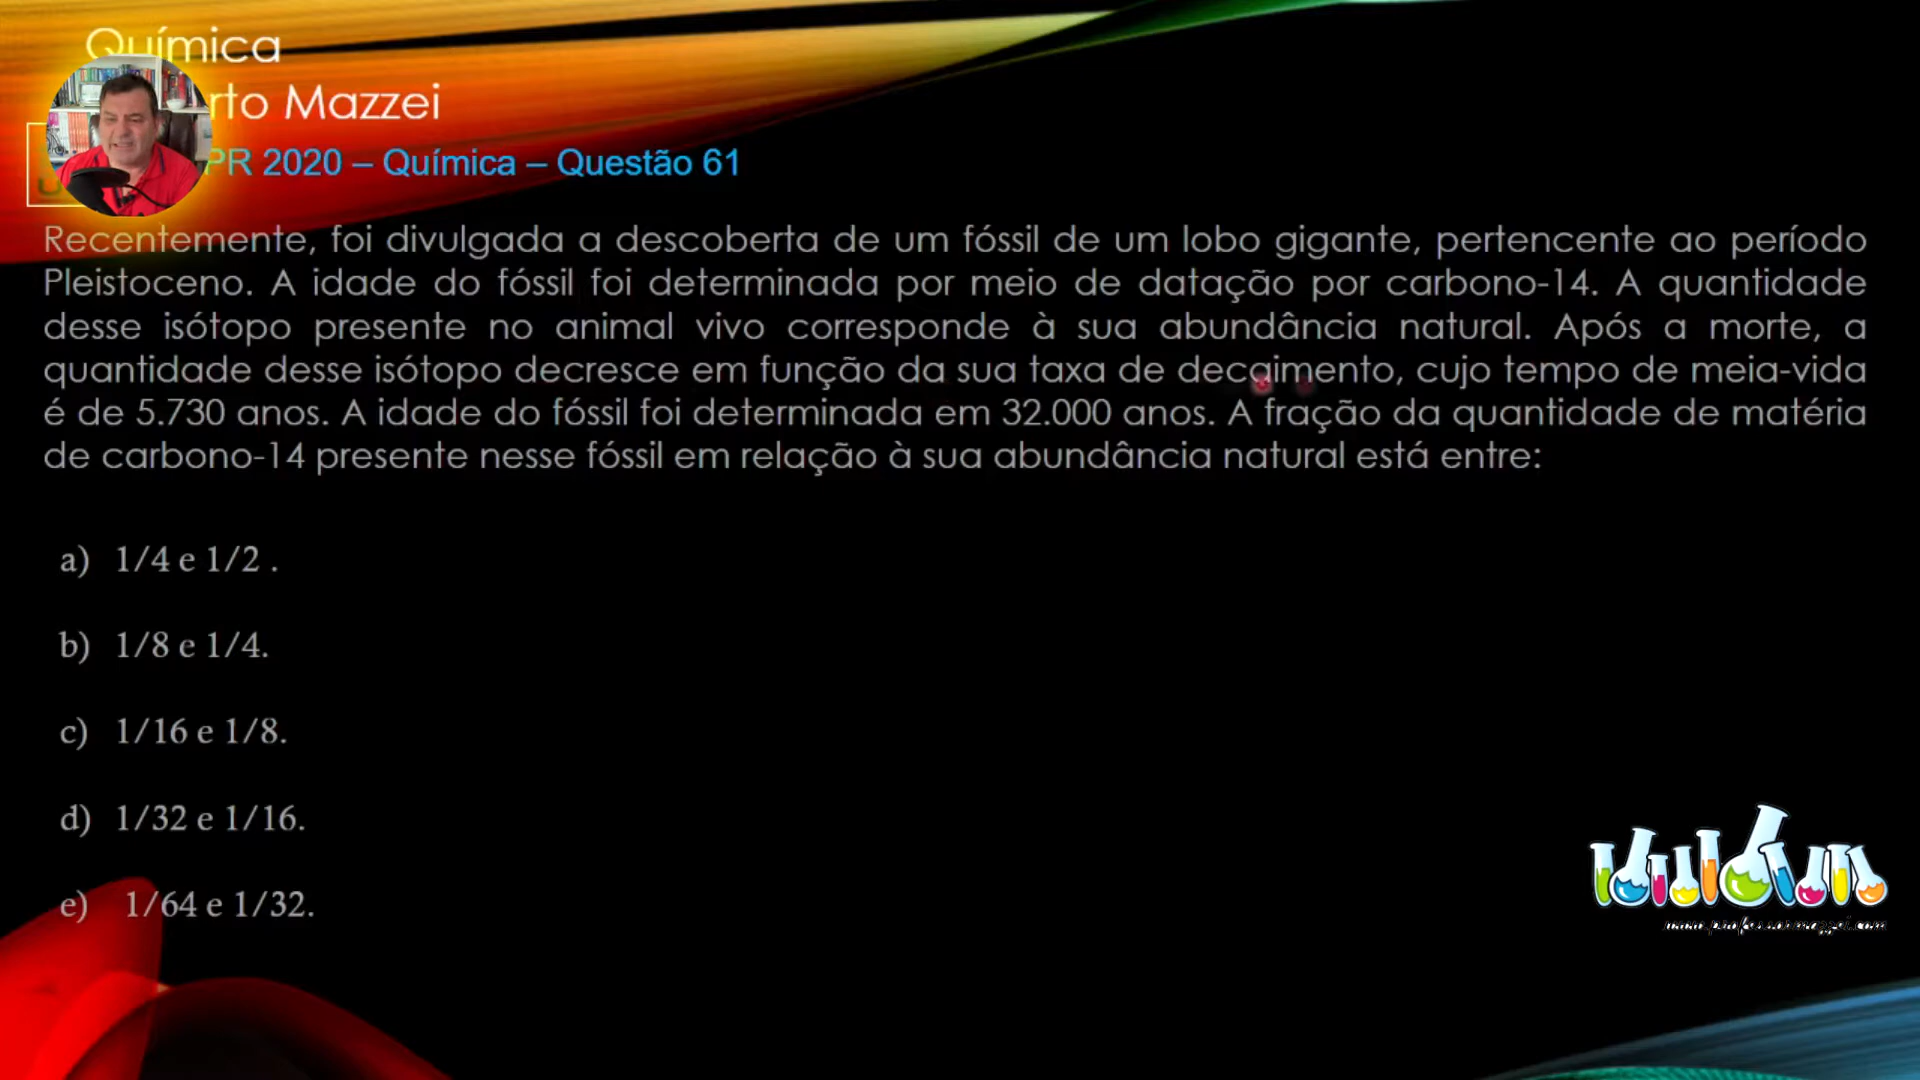 Química
rto Mazzei
PR 2020 – Química – Questão 61
Recentemente, foi divulgada a descoberta de um fóssil de um lobo gigante, pertencente ao período
Pleistoceno. A idade do fóssil foi determinada por meio de datação por carbono-14. A quantidade
desse isótopo presente no animal vivo corresponde à sua abundância natural. Após a morte, a
quantidade desse isótopo decresce em função da sua taxa de decaimento, cujo tempo de meia-vida
é de 5.730 anos. A idade do fóssil foi determinada em 32.000 anos. A fração da quantidade de matéria
de carbono-14 presente nesse fóssil em relação à sua abundância natural está entre:
a) 1/4 e 1/2 .
b) 1/8 e 1/4.
c) 1/16 e 1/8.
d) 1/32 e 1/16.
e) 1/64 e 1/32.
www.professormazzei.com